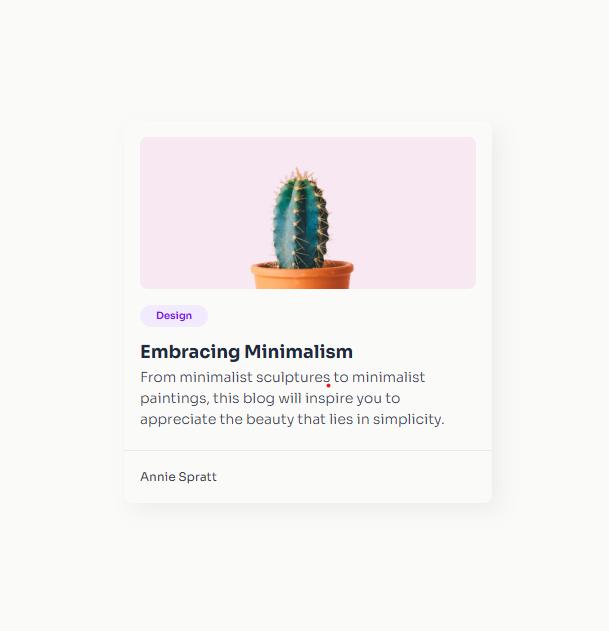 Design
Embracing Minimalism
From minimalist sculptures to minimalist
paintings, this blog will inspire you to
appreciate the beauty that lies in simplicity.
Annie Spratt